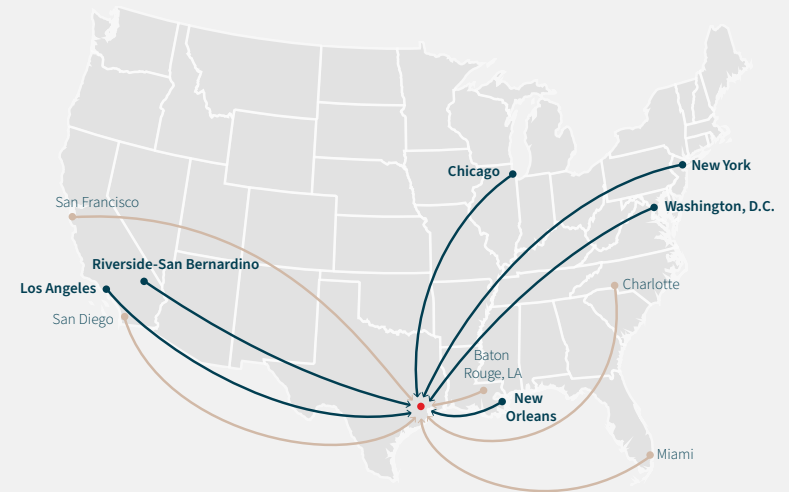 Chicago
New York
San Francisco
Washington, D.C.
Riverside-San Bernardino
Los Angeles
Charlotte
San Diego
Baton
Rouge, LA
New
Orleans
Miami